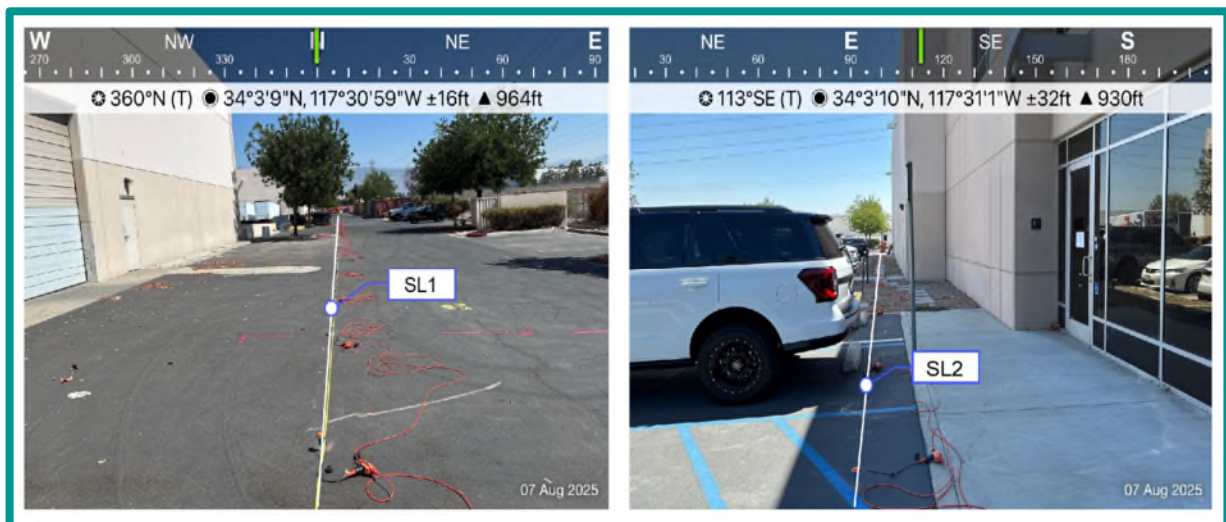 W NW N NE E
270 300 330 30 60 90
360°N (T) 34°3'9"N, 117°30'59"W ±16ft ▲ 964ft
SL1
07 Aug 2025
NE E SE S
30 60 90 120 150 180
113°SE (T) 34°3'10"N, 117°31'1"W ±32ft ▲ 930ft
SL2
07 Aug 2025